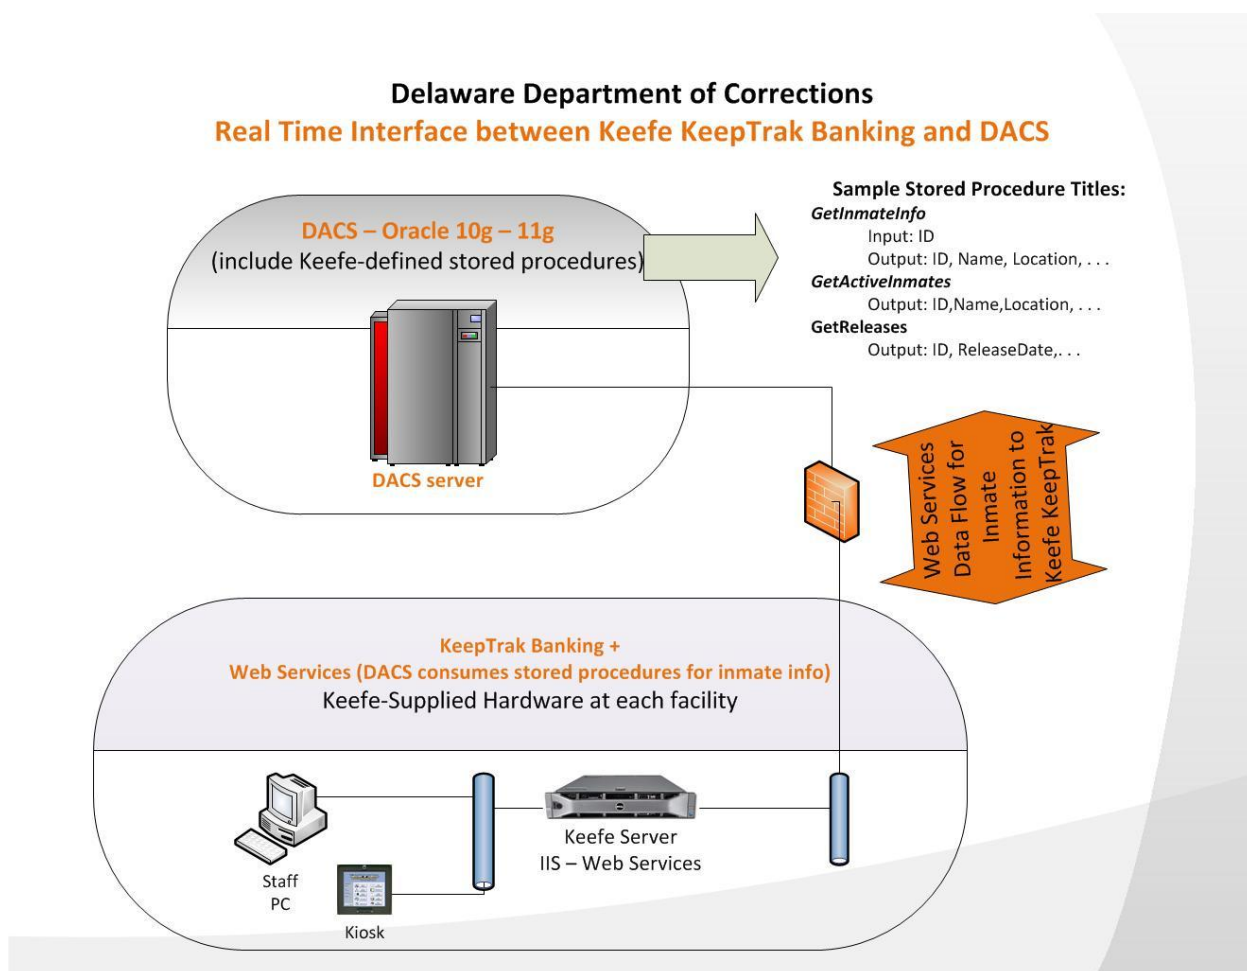 Delaware Department of Corrections
Real Time Interface between Keefe KeepTrak Banking and DACS
DACS – Oracle 10g – 11g
(include Keefe-defined stored procedures)
DACS server
Sample Stored Procedure Titles:
GetInmateInfo
Input: ID
Output: ID, Name, Location, . . .
GetActiveInmates
Output: ID,Name,Location, . . .
GetReleases
Output: ID, ReleaseDate,. . .
Web Services
Data Flow for
Inmate
Information to
Keefe KeepTrak
KeepTrak Banking +
Web Services (DACS consumes stored procedures for inmate info)
Keefe-Supplied Hardware at each facility
Keefe Server
IIS – Web Services
Staff
PC
Kiosk